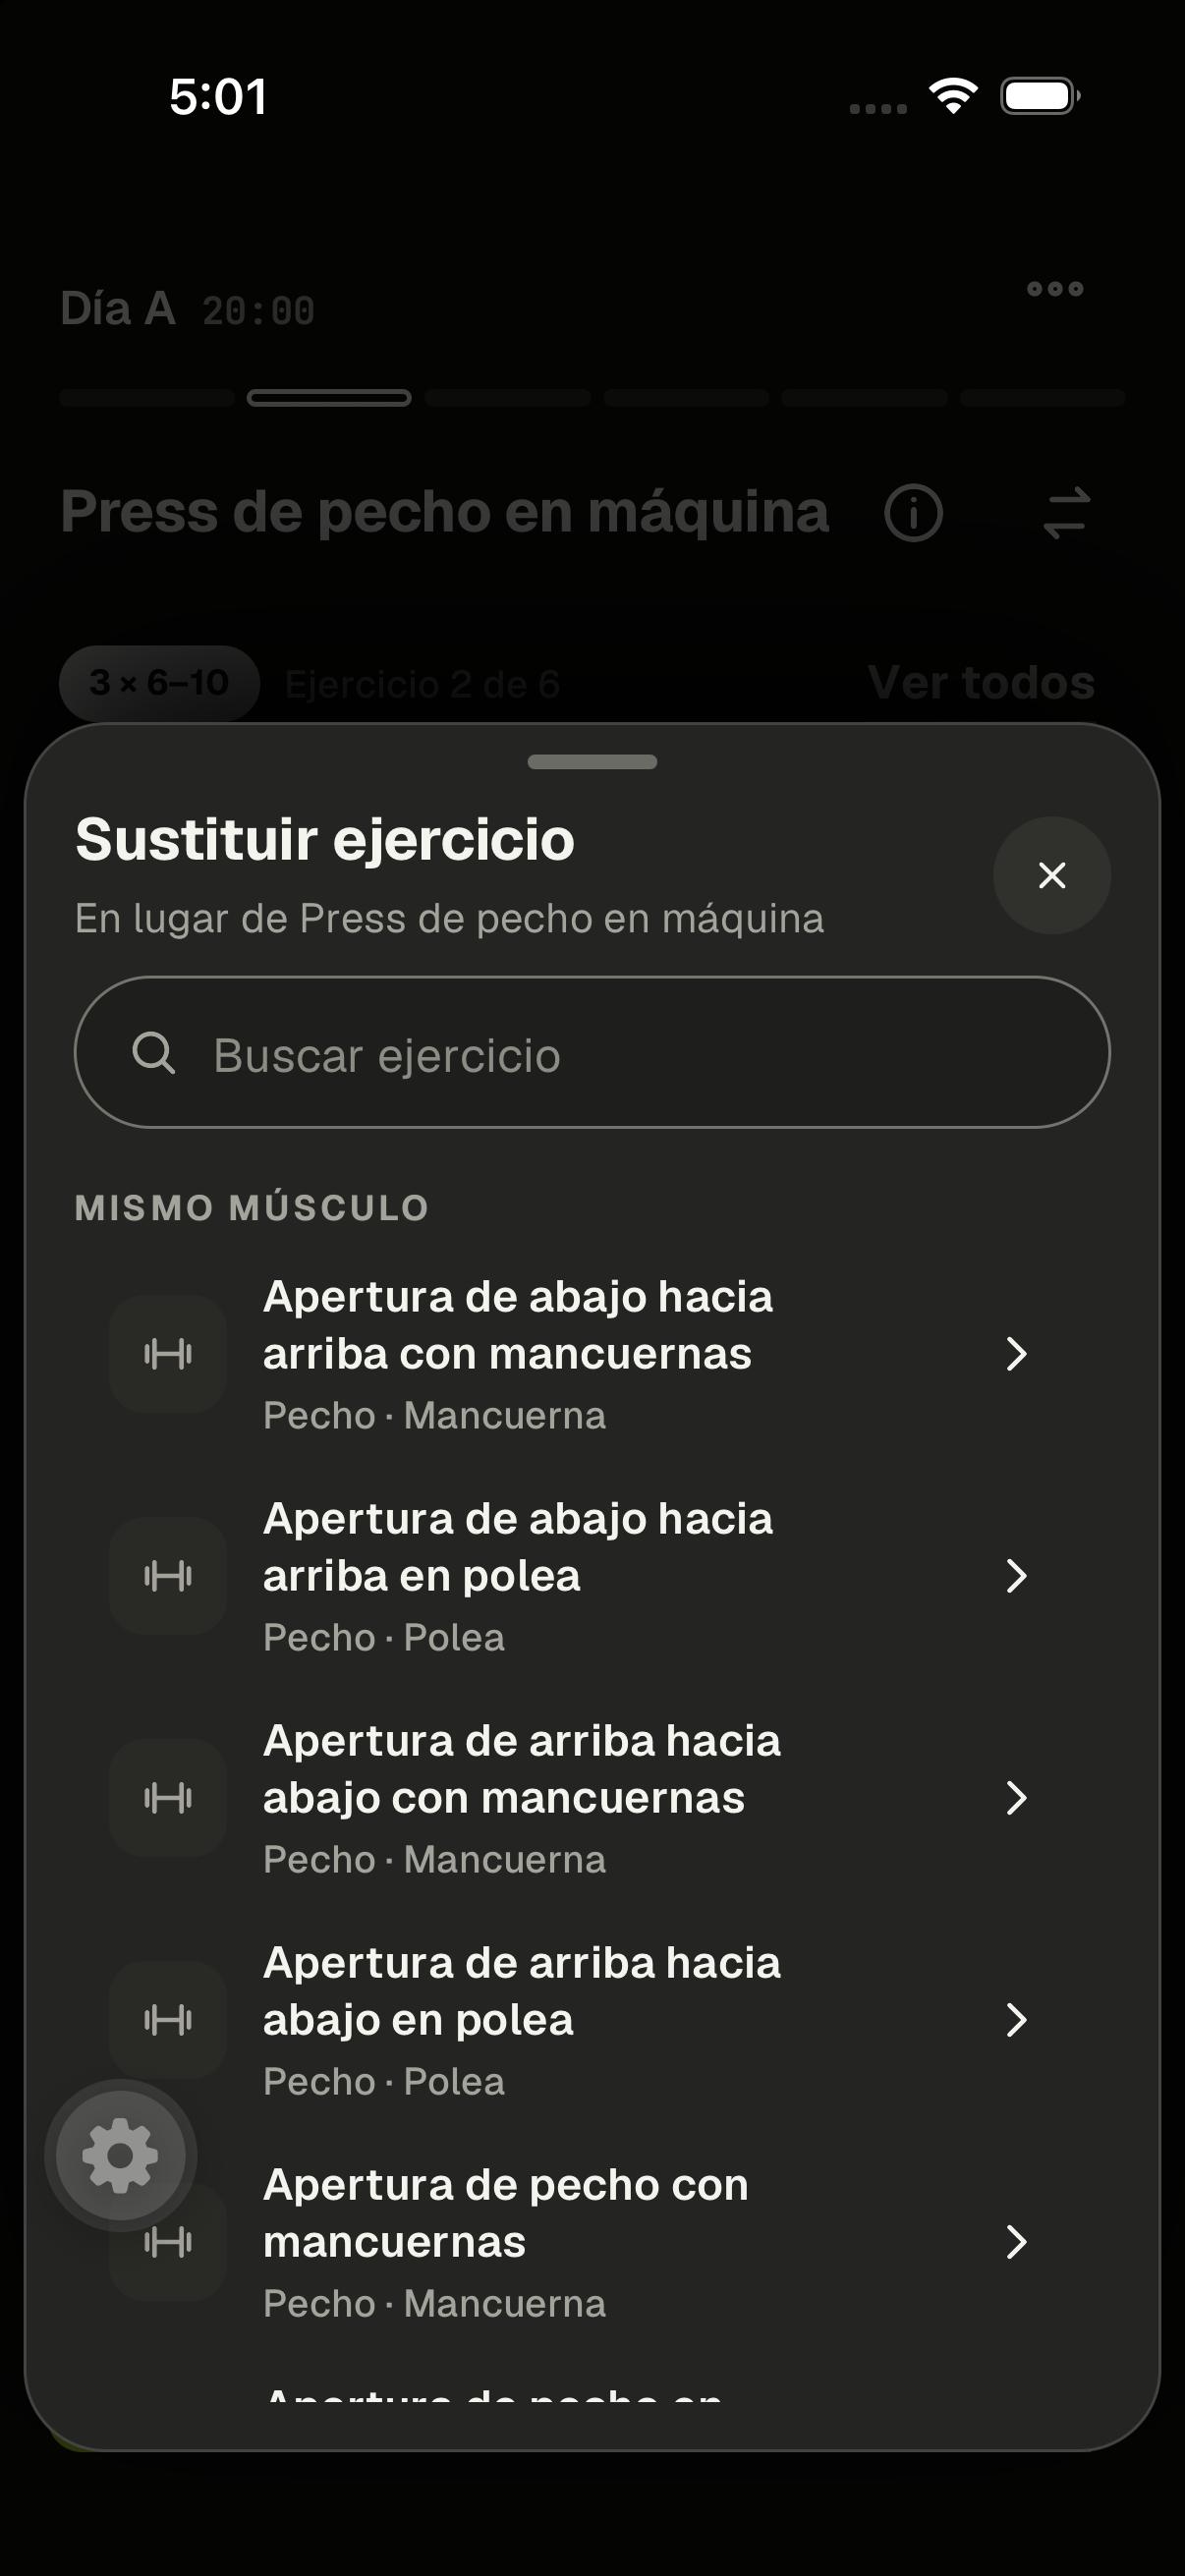 5:01
Día A 20:00
Press de pecho en máquina
3 × 6–10 Ejercicio 2 de 6 Ver todos
Sustituir ejercicio
En lugar de Press de pecho en máquina
Buscar ejercicio
MISMO MÚSCULO
Apertura de abajo hacia
arriba con mancuernas
Pecho · Mancuerna
Apertura de abajo hacia
arriba en polea
Pecho · Polea
Apertura de arriba hacia
abajo con mancuernas
Pecho · Mancuerna
Apertura de arriba hacia
abajo en polea
Pecho · Polea
Apertura de pecho con
mancuernas
Pecho · Mancuerna
Apertura de pecho en